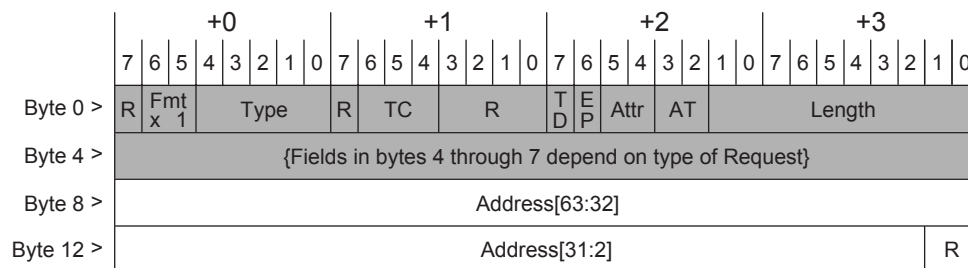 +0 +1 +2 +3
7 6 5 4 3 2 1 0 7 6 5 4 3 2 1 0 7 6 5 4 3 2 1 0 7 6 5 4 3 2 1 0
Byte 0 > R Fmt x 1 Type R TC R T D E P Attr AT Length
Byte 4 > {Fields in bytes 4 through 7 depend on type of Request}
Byte 8 > Address[63:32]
Byte 12 > Address[31:2] R